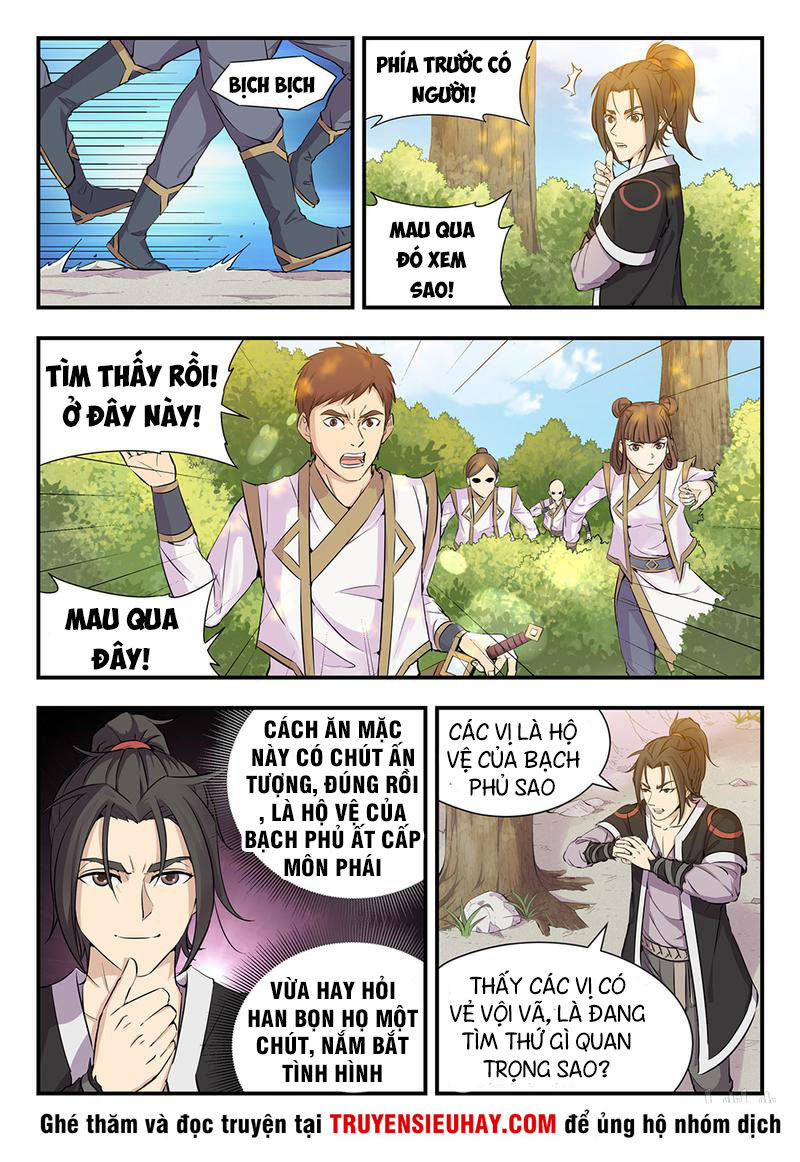 BỊCH BỊCH
PHÍA TRƯỚC CÓ
NGƯỜI!
MAU QUA
ĐÓ XEM
SAO!
TÌM THẤY RỒI!
Ở ĐÂY NÀY!
MAU QUA
ĐÂY!
CÁCH ĂN MẶC
NÀY CÓ CHÚT ẤN
TƯỢNG, ĐÚNG RỒI
, LÀ HỘ VỆ CỦA
BẠCH PHỦ ẤT CẤP
MÔN PHÁI
VỪA HAY HỎI
HAN BỌN HỌ MỘT
CHÚT, NẮM BẮT
TÌNH HÌNH
CÁC VỊ LÀ HỘ
VỆ CỦA BẠCH
PHỦ SAO
THẤY CÁC VỊ CÓ
VẺ VỘI VÃ, LÀ ĐANG
TÌM THỨ GÌ QUAN
TRỌNG SAO?
Ghé thăm và đọc truyện tại TRUYENSIEUHAY.COM để ủng hộ nhóm dịch